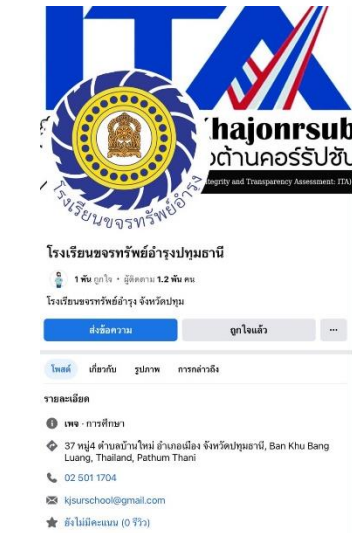 ITA
Khajonrsub
ต้านคอร์รัปชัน
Integrity and Transparency Assessment: ITA)
โรงเรียนขจรทรัพย์อำรุง
โรงเรียนขจรทรัพย์อำรุงปทุมธานี
1 พัน ถูกใจ • ผู้ติดตาม 1.2 พัน คน
โรงเรียนขจรทรัพย์อำรุง จังหวัดปทุม
ส่งข้อความ
ถูกใจแล้ว
โพสต์ เกี่ยวกับ รูปภาพ การกล่าวถึง
รายละเอียด
เพจ · การศึกษา
37 หมู่4 ตำบลบ้านใหม่ อำเภอเมือง จังหวัดปทุมธานี, Ban Khu Bang
Luang, Thailand, Pathum Thani
02 501 1704
kjsurschool@gmail.com
ยังไม่มีคะแนน (0 รีวิว)